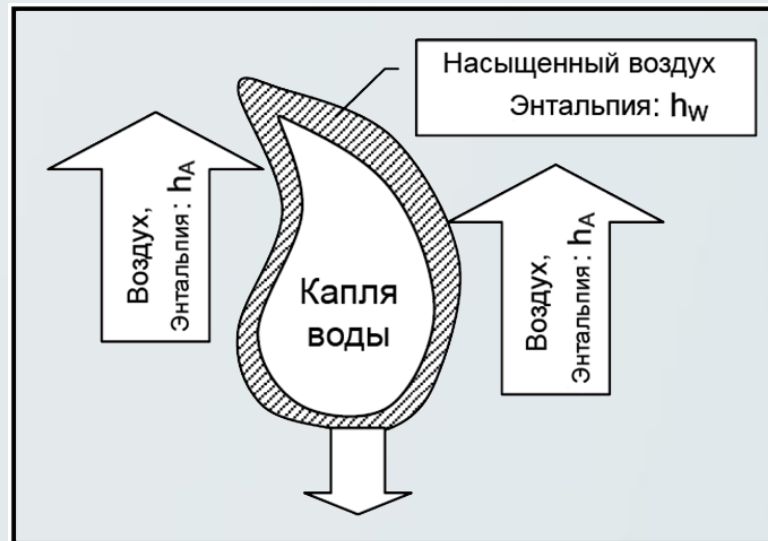 Насыщенный воздух
Энтальпия: hW
Воздух,
Энтальпия: hA
Капля
воды
Воздух,
Энтальпия: hA